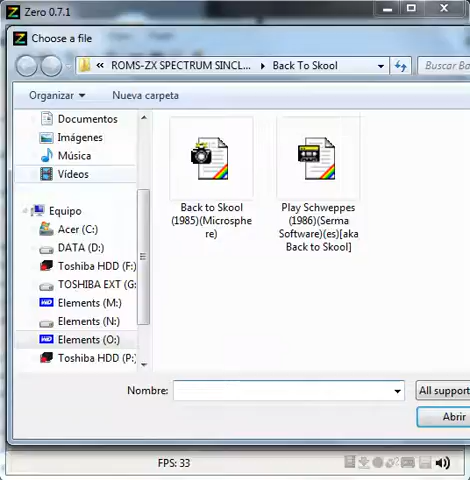 Zero 0.7.1
Choose a file
« ROMS-ZX SPECTRUM SINCL... Back To Skool
Buscar Ba
Organizar
Nueva carpeta
Documentos
Imágenes
Música
Vídeos
Equipo
Acer (C:)
DATA (D:)
Toshiba HDD (F:)
TOSHIBA EXT (G:
Elements (M:)
Elements (N:)
Elements (O:)
Toshiba HDD (P:)
Back to Skool
(1985)(Microsphe
re)
Play Schweppes
(1986)(Serma
Software)(es)[aka
Back to Skool]
Nombre:
All support
Abrir
FPS: 33